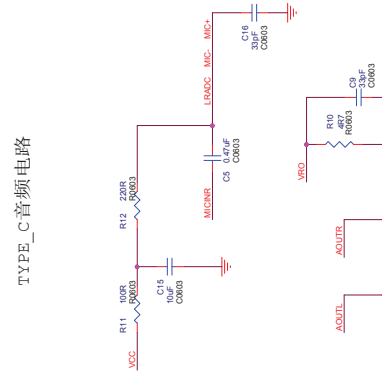 TYPE_C音频电路
VCC
R11
100R
R0603
C15
10uF
C0603
R12
220R
R0603
MICINR
C5
0.47uF
C0603
LRADC
MIC-
MIC+
C16
33pF
C0603
AOUTL
AOUTR
VRO
R10
4R7
R0603
C9
33pF
C0603